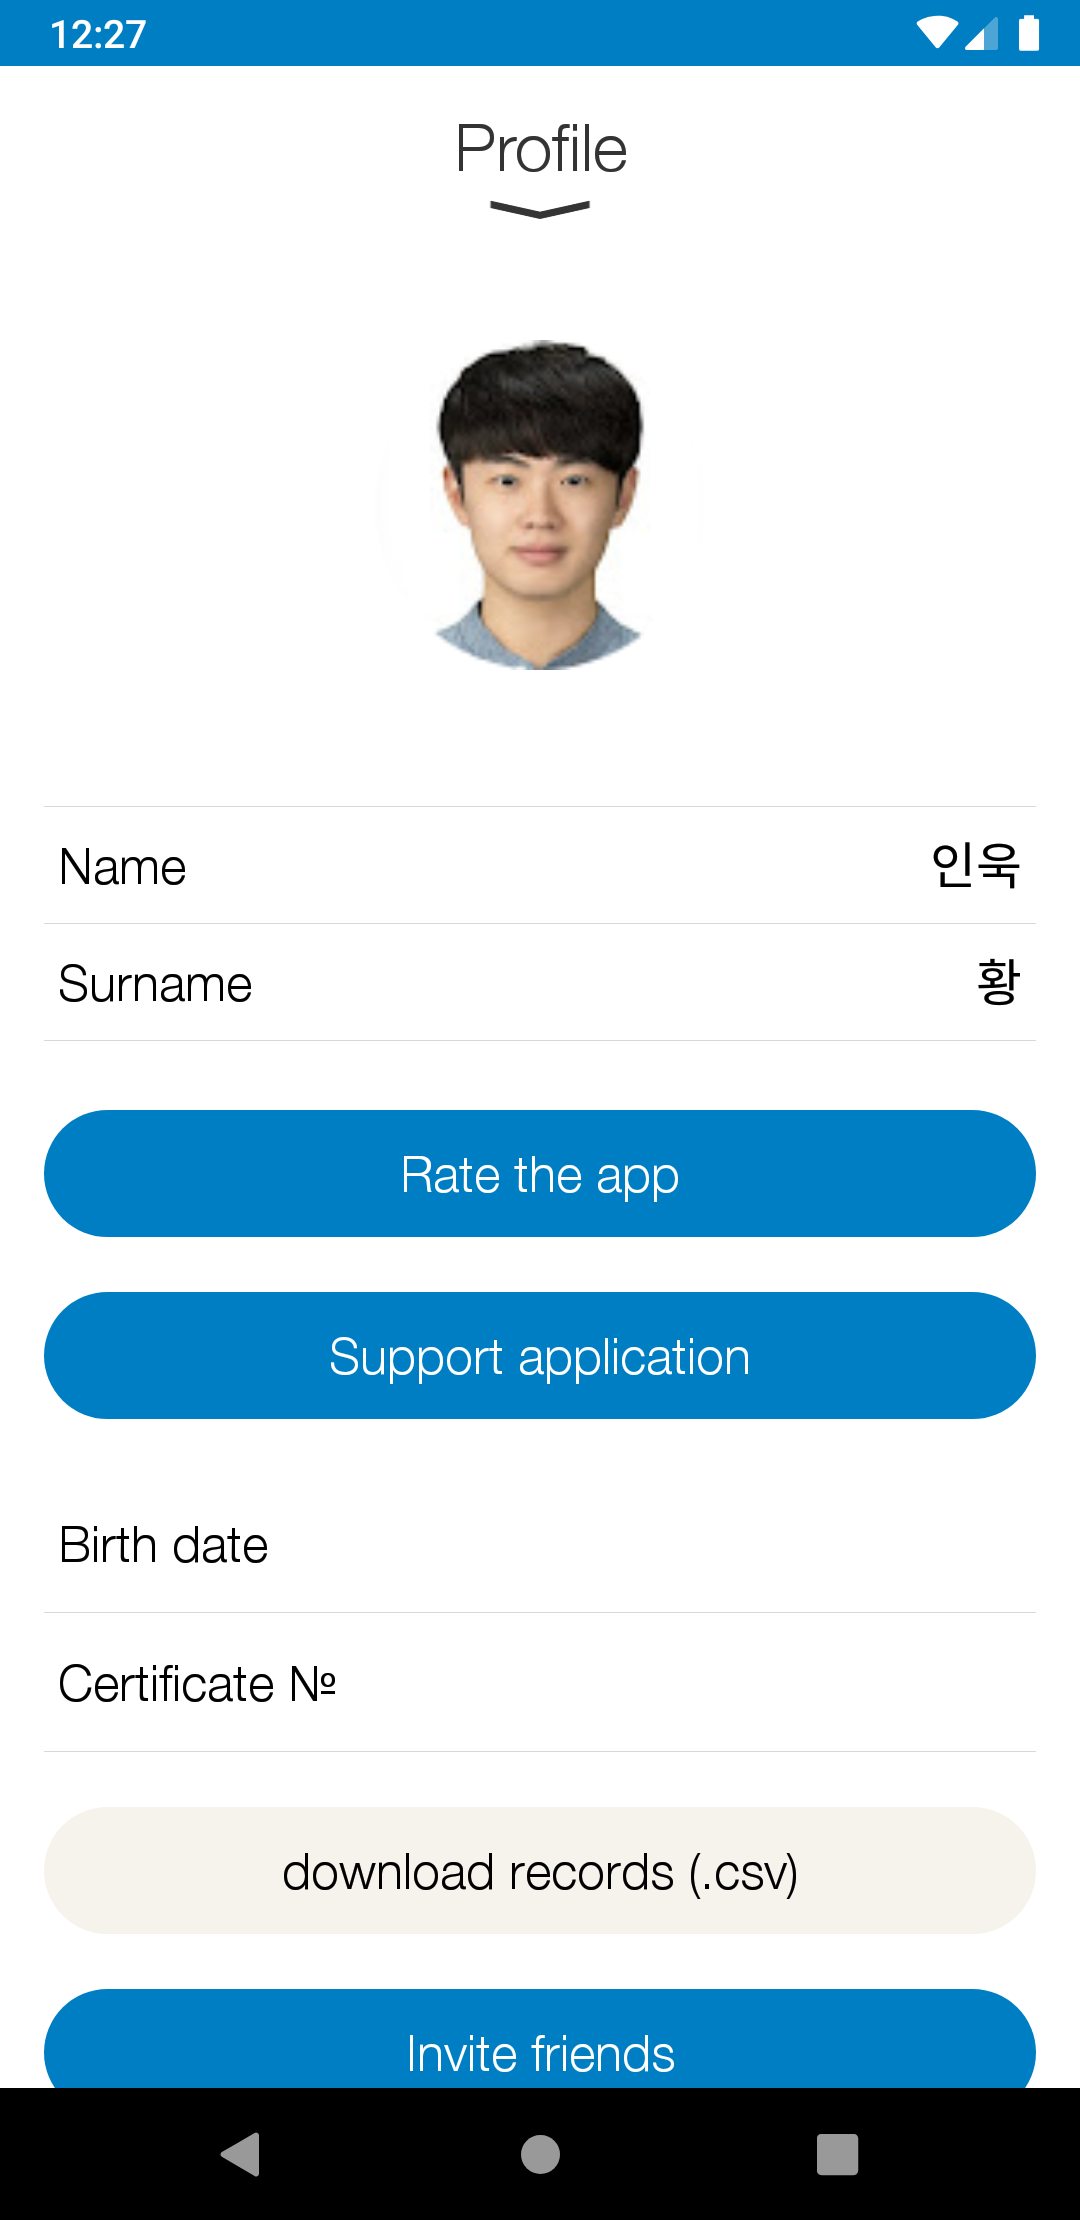 12:27
Profile
Name 인욱
Surname 황
Rate the app
Support application
Birth date
Certificate №
download records (.csv)
Invite friends